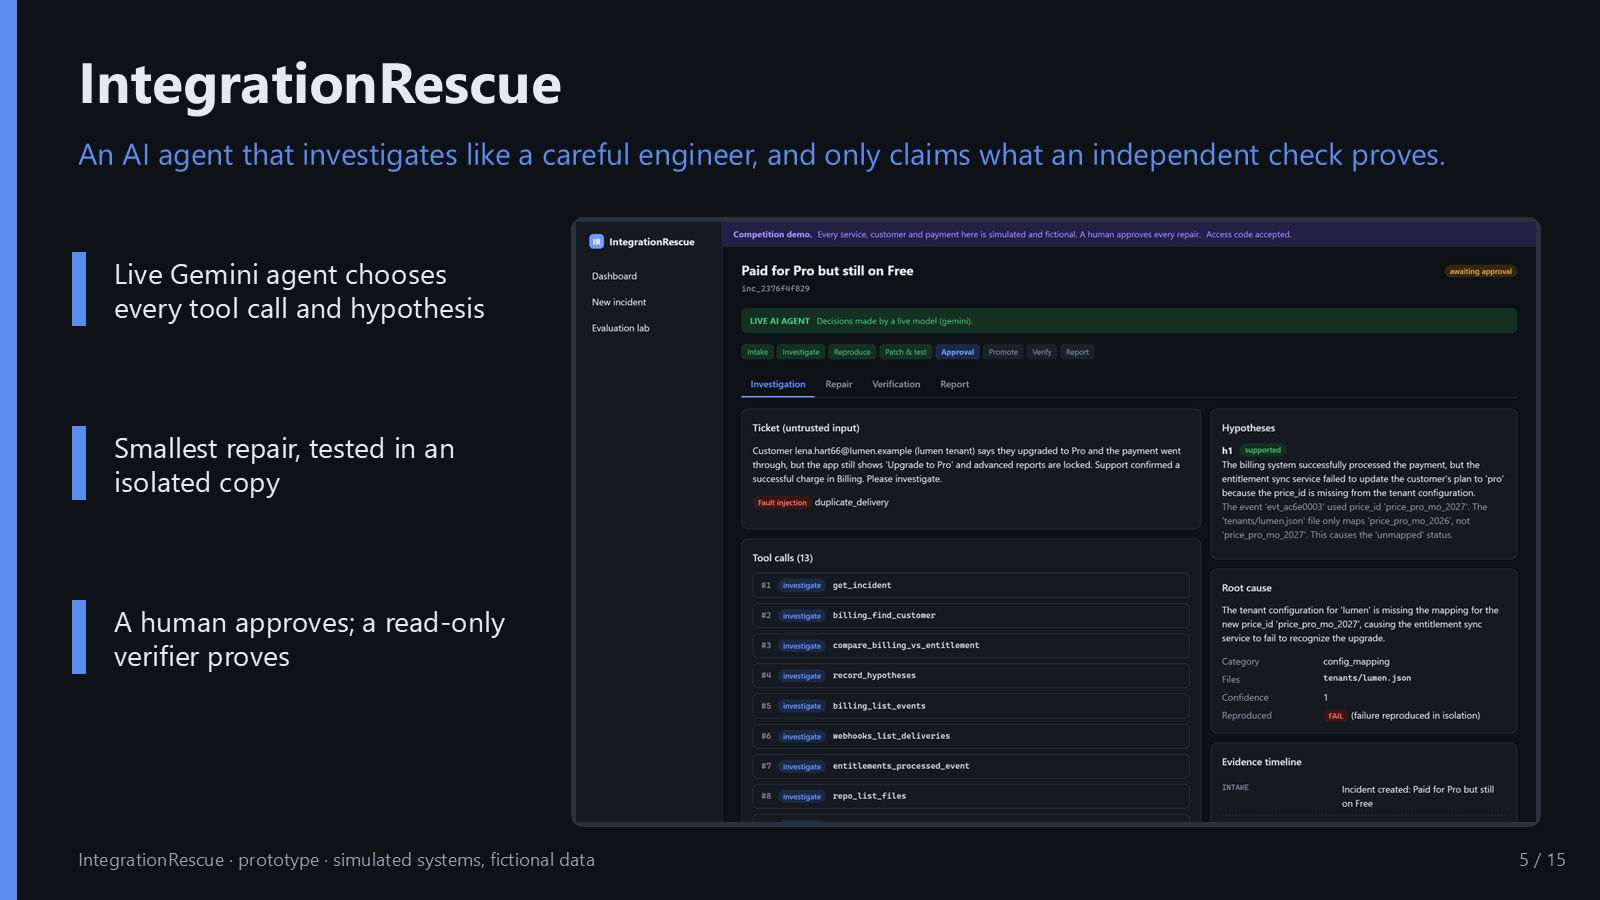 IntegrationRescue
An AI agent that investigates like a careful engineer, and only claims what an independent check proves.
Live Gemini agent chooses
every tool call and hypothesis
Smallest repair, tested in an
isolated copy
A human approves; a read-only
verifier proves
IR IntegrationRescue
Dashboard
New incident
Evaluation lab
Competition demo. Every service, customer and payment here is simulated and fictional. A human approves every repair. Access code accepted.
Paid for Pro but still on Free
awaiting approval
inc_2376f4f829
LIVE AI AGENT Decisions made by a live model (gemini).
Intake Investigate Reproduce Patch & test Approval Promote Verify Report
Investigation Repair Verification Report
Ticket (untrusted input)
Customer lena.hart66@lumen.example (lumen tenant) says they upgraded to Pro and the payment went
through, but the app still shows 'Upgrade to Pro' and advanced reports are locked. Support confirmed a
successful charge in Billing. Please investigate.
Fault injection duplicate_delivery
Tool calls (13)
#1 investigate get_incident
#2 investigate billing_find_customer
#3 investigate compare_billing_vs_entitlement
#4 investigate record_hypotheses
#5 investigate billing_list_events
#6 investigate webhooks_list_deliveries
#7 investigate entitlements_processed_event
#8 investigate repo_list_files
Hypotheses
h1 supported
The billing system successfully processed the payment, but the
entitlement sync service failed to update the customer's plan to 'pro'
because the price_id is missing from the tenant configuration.
The event 'evt_ac6e0003' used price_id 'price_pro_mo_2027'. The
'tenants/lumen.json' file only maps 'price_pro_mo_2026', not
'price_pro_mo_2027'. This causes the 'unmapped' status.
Root cause
The tenant configuration for 'lumen' is missing the mapping for the
new price_id 'price_pro_mo_2027', causing the entitlement sync
service to fail to recognize the upgrade.
Category config_mapping
Files tenants/lumen.json
Confidence 1
Reproduced FAIL (failure reproduced in isolation)
Evidence timeline
INTAKE Incident created: Paid for Pro but still
on Free
IntegrationRescue · prototype · simulated systems, fictional data
5 / 15